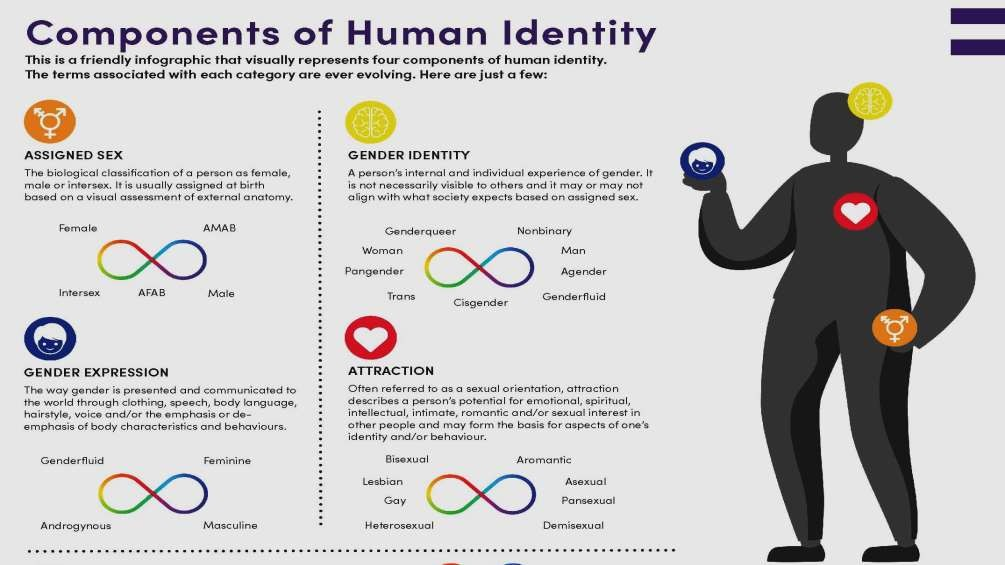 Components of Human Identity
This is a friendly infographic that visually represents four components of human identity.
The terms associated with each category are ever evolving. Here are just a few:
ASSIGNED SEX
The biological classification of a person as female,
male or intersex. It is usually assigned at birth
based on a visual assessment of external anatomy.
Female
AMAB
Intersex
AFAB
Male
GENDER IDENTITY
A person's internal and individual experience of gender. It
is not necessarily visible to others and it may or may not
align with what society expects based on assigned sex.
Genderqueer
Nonbinary
Woman
Man
Pangender
Agender
Trans
Cisgender
Genderfluid
GENDER EXPRESSION
The way gender is presented and communicated to
the world through clothing, speech, body language,
hairstyle, voice and/or the emphasis or de-
emphasis of body characteristics and behaviours.
Genderfluid
Feminine
Androgynous
Masculine
ATTRACTION
Often referred to as a sexual orientation, attraction
describes a person's potential for emotional, spiritual,
intellectual, intimate, romantic and/or sexual interest in
other people and may form the basis for aspects of one's
identity and/or behaviour.
Bisexual
Aromantic
Lesbian
Asexual
Gay
Pansexual
Heterosexual
Demisexual